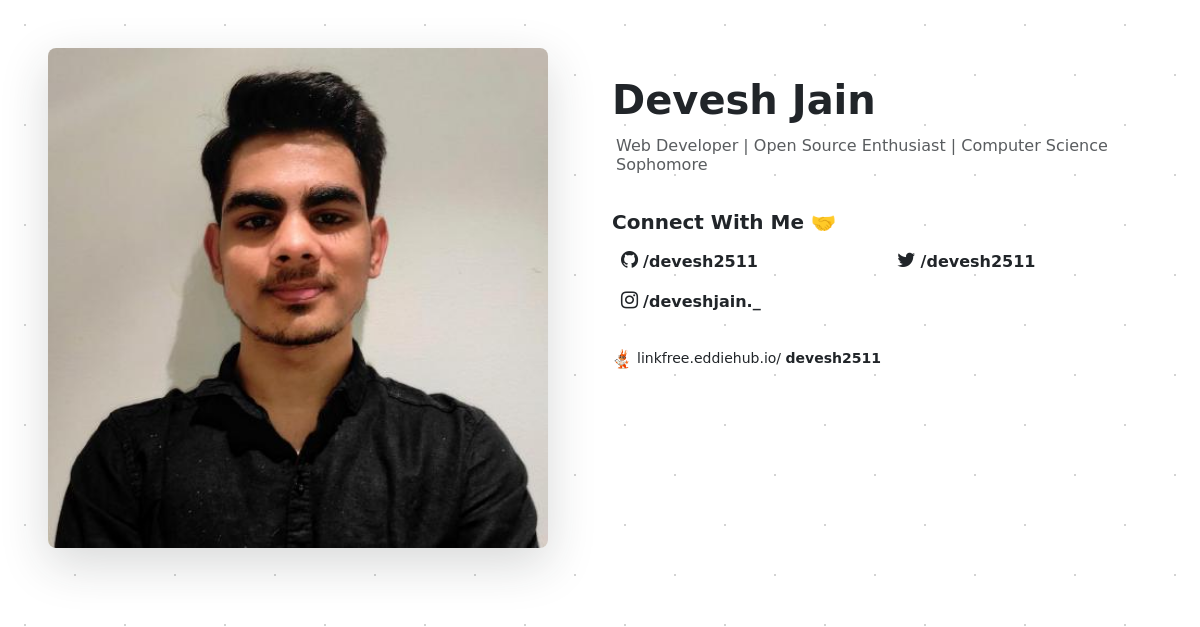 Devesh Jain
Web Developer | Open Source Enthusiast | Computer Science
Sophomore
Connect With Me 🤝
/devesh2511
/devesh2511
/deveshjain._
linkfree.eddiehub.io/ devesh2511